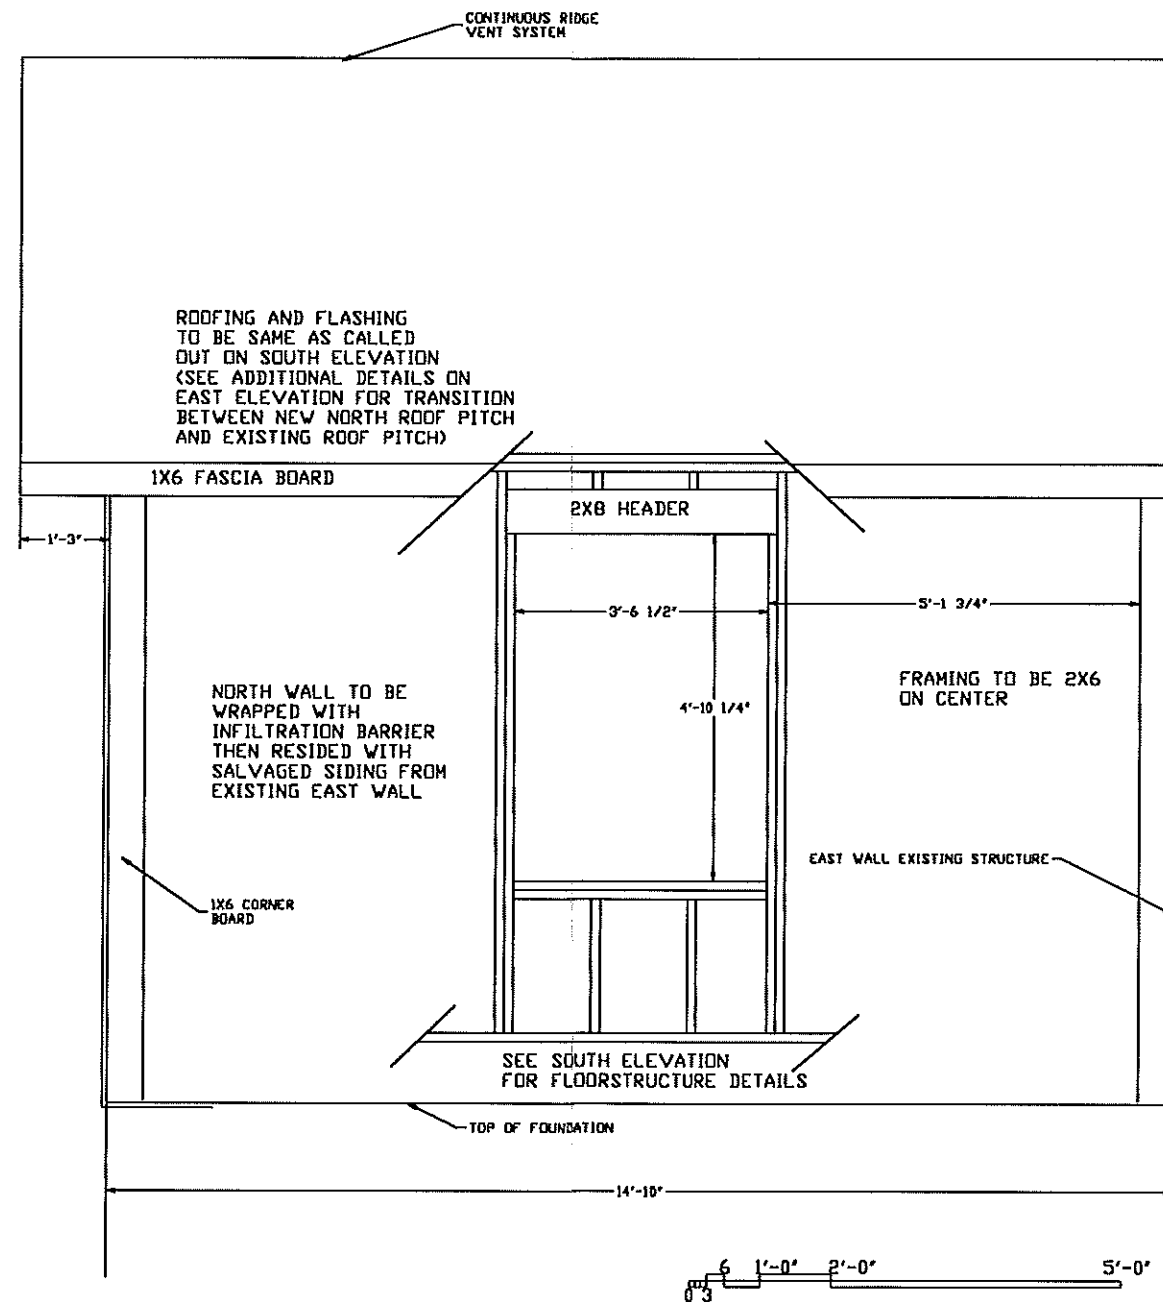 CONTINUOUS RIDGE
VENT SYSTEM
ROOFING AND FLASHING
TO BE SAME AS CALLED
OUT ON SOUTH ELEVATION
(SEE ADDITIONAL DETAILS ON
EAST ELEVATION FOR TRANSITION
BETWEEN NEW NORTH ROOF PITCH
AND EXISTING ROOF PITCH)
1X6 FASCIA BOARD
2X8 HEADER
1'-3"
3'-6 1/2"
5'-1 3/4"
4'-10 1/4"
NORTH WALL TO BE
WRAPPED WITH
INFILTRATION BARRIER
THEN RESIDED WITH
SALVAGED SIDING FROM
EXISTING EAST WALL
FRAMING TO BE 2X6
ON CENTER
EAST WALL EXISTING STRUCTURE
1X6 CORNER
BOARD
SEE SOUTH ELEVATION
FOR FLOORSTRUCTURE DETAILS
TOP OF FOUNDATION
14'-10"
6 1'-0" 2'-0" 5'-0"
0 3